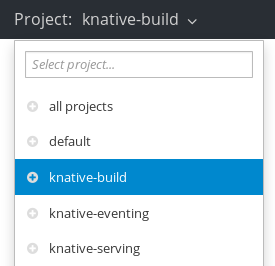 Project: knative-build
Select project...
all projects
default
knative-build
knative-eventing
knative-serving